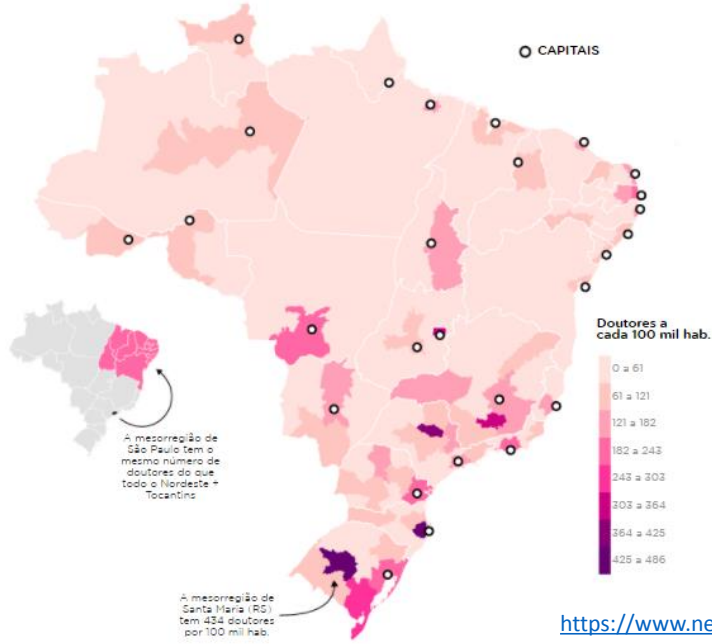 CAPITAIS
Doutores a
cada 100 mil hab.
0 a 61
61 a 121
121 a 182
182 a 243
243 a 303
303 a 364
364 a 425
425 a 486
A mesorregião de
São Paulo tem o
mesmo número de
doutores do que
todo o Nordeste +
Tocantins
A mesorregião de
Santa Maria (RS)
tem 434 doutores
por 100 mil hab.
https://www.ne